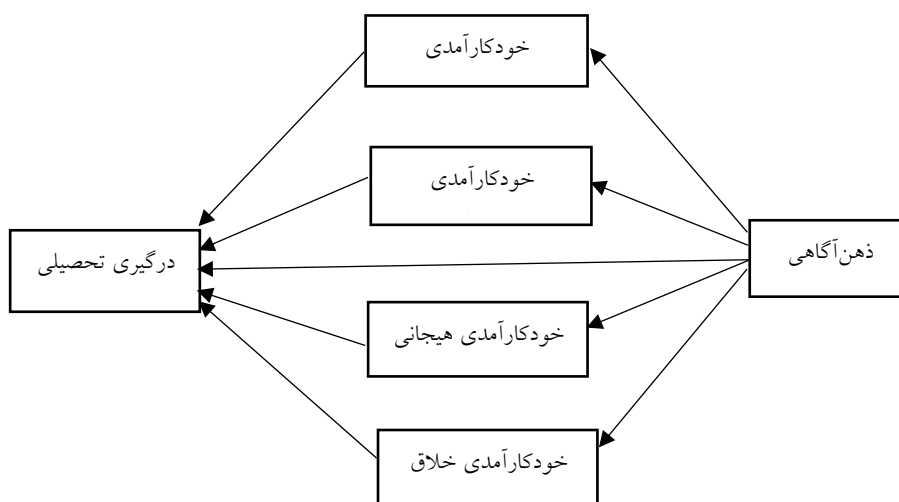 خودکارآمدی
خودکارآمدی
ذهن‌آگاهی
درگیری تحصیلی
خودکارآمدی هیجانی
خودکارآمدی خلاق